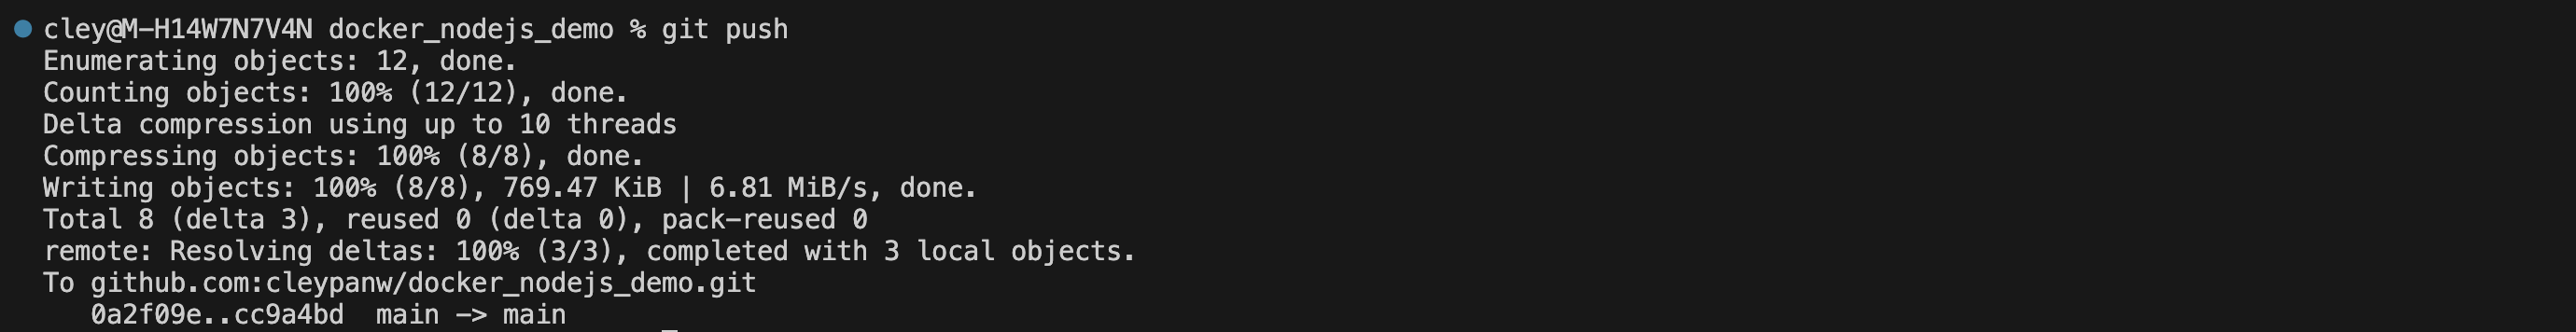 cley@M-H14W7N7V4N docker_nodejs_demo % git push
Enumerating objects: 12, done.
Counting objects: 100% (12/12), done.
Delta compression using up to 10 threads
Compressing objects: 100% (8/8), done.
Writing objects: 100% (8/8), 769.47 KiB | 6.81 MiB/s, done.
Total 8 (delta 3), reused 0 (delta 0), pack-reused 0
remote: Resolving deltas: 100% (3/3), completed with 3 local objects.
To github.com:cleypanw/docker_nodejs_demo.git
   0a2f09e..cc9a4bd  main -> main